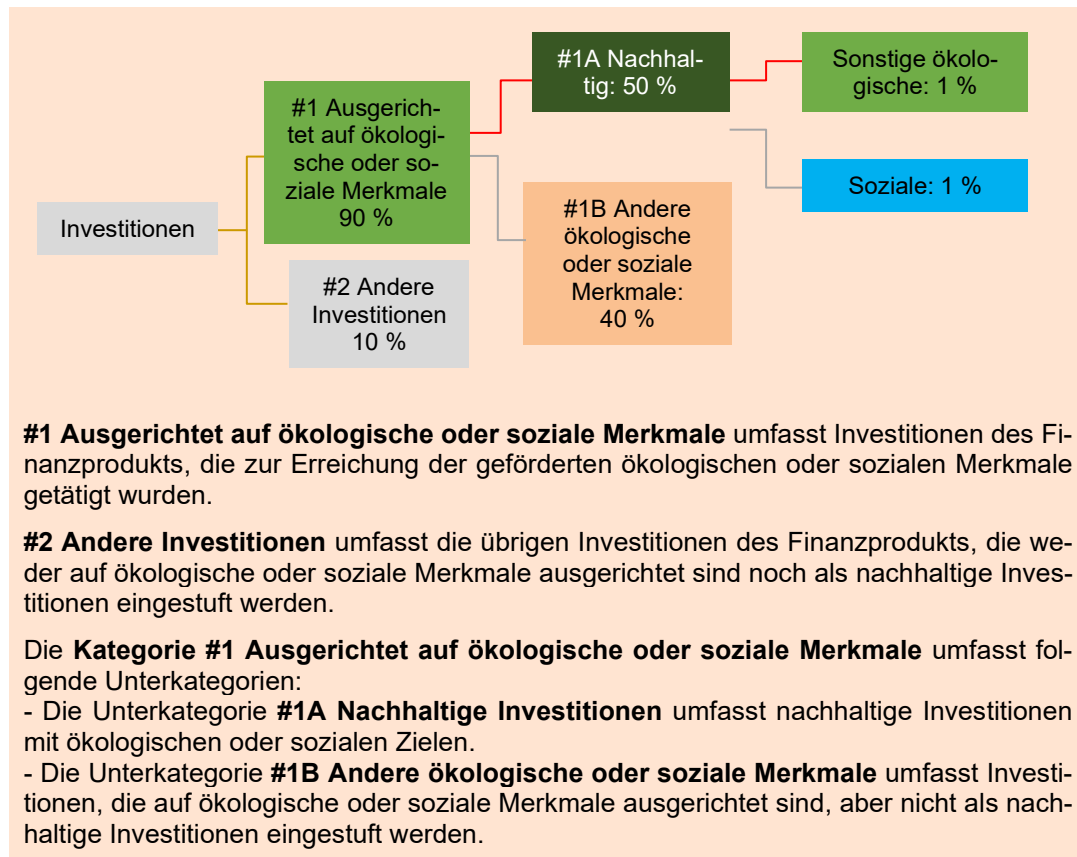 #1A Nachhal-
tig: 50 %
Sonstige ökolo-
gische: 1 %
#1 Ausgerich-
tet auf ökologi-
sche oder so-
ziale Merkmale
90 %
Soziale: 1 %
Investitionen
#1B Andere
ökologische
oder soziale
Merkmale:
40 %
#2 Andere
Investitionen
10 %
#1 Ausgerichtet auf ökologische oder soziale Merkmale umfasst Investitionen des Fi-
nanzprodukts, die zur Erreichung der geförderten ökologischen oder sozialen Merkmale
getätigt wurden.
#2 Andere Investitionen umfasst die übrigen Investitionen des Finanzprodukts, die we-
der auf ökologische oder soziale Merkmale ausgerichtet sind noch als nachhaltige Inves-
titionen eingestuft werden.
Die Kategorie #1 Ausgerichtet auf ökologische oder soziale Merkmale umfasst fol-
gende Unterkategorien:
- Die Unterkategorie #1A Nachhaltige Investitionen umfasst nachhaltige Investitionen
mit ökologischen oder sozialen Zielen.
- Die Unterkategorie #1B Andere ökologische oder soziale Merkmale umfasst Investi-
tionen, die auf ökologische oder soziale Merkmale ausgerichtet sind, aber nicht als nach-
haltige Investitionen eingestuft werden.